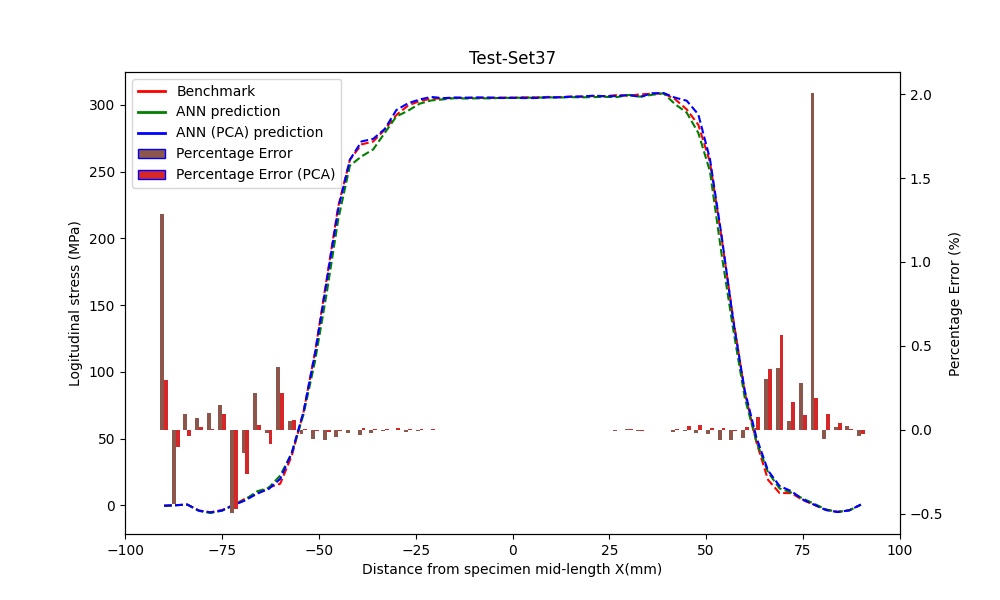 Test-Set37
Benchmark
ANN prediction
ANN (PCA) prediction
Percentage Error
Percentage Error (PCA)
Logitudinal stress (MPa)
300
250
200
150
100
50
0
2.0
1.5
1.0
0.5
0.0
−0.5
Percentage Error (%)
−100 −75 −50 −25 0 25 50 75 100
Distance from specimen mid-length X(mm)